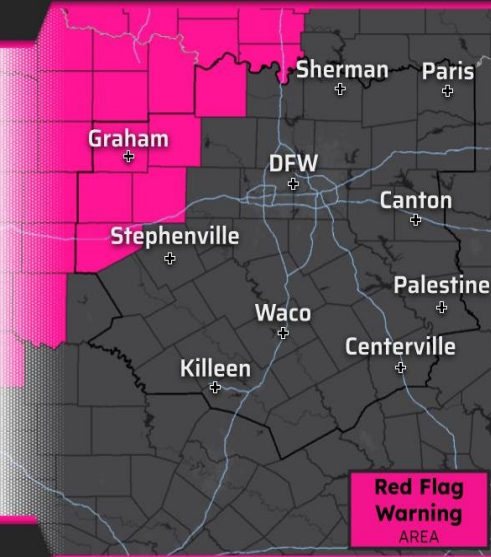 Sherman
Paris
Graham
DFW
Canton
Stephenville
Palestine
Waco
Centerville
Killeen
Red Flag
Warning
AREA